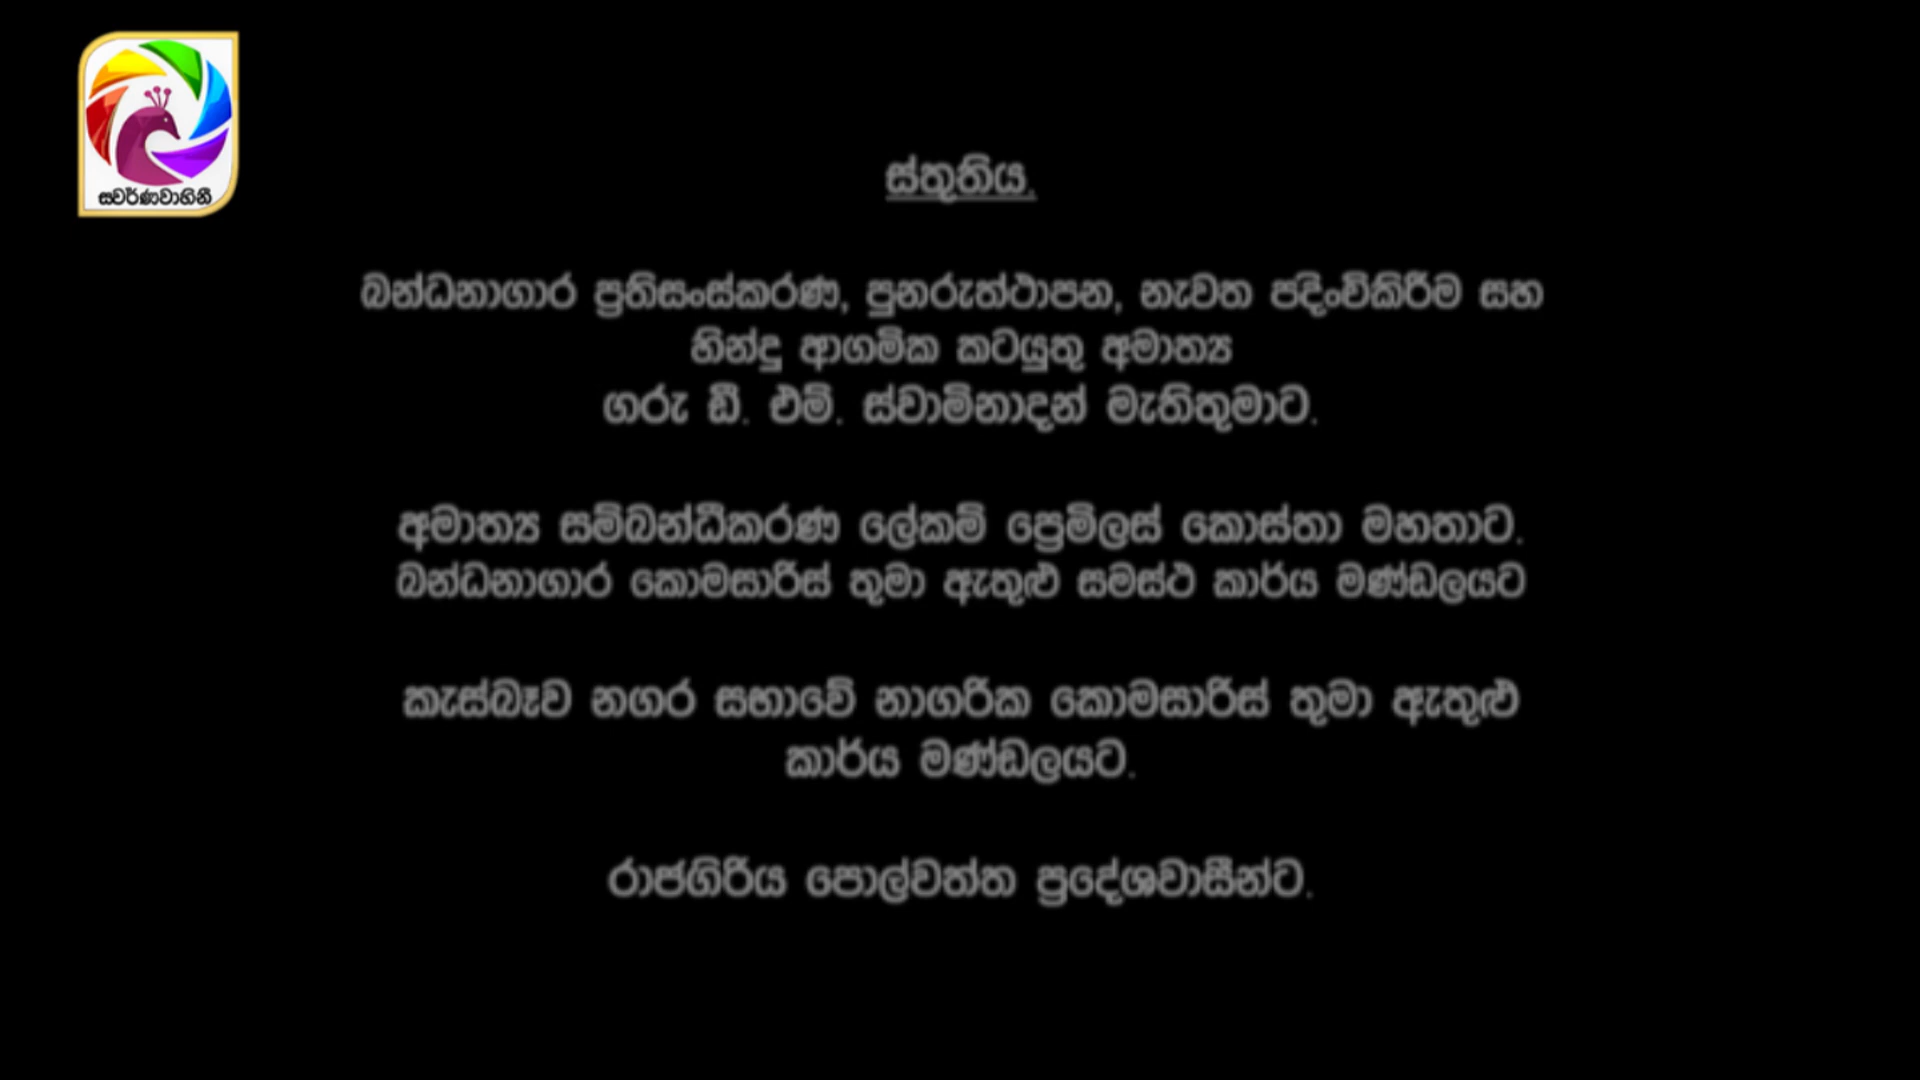 ස්වර්ණවාහිනී
ස්තූතිය.
බන්ධනාගාර ප්‍රතිසංස්කරණ, පුනරුත්ථාපන, නැවත පදිංචිකිරීම සහ
හින්දු ආගමික කටයුතු අමාත්‍ය
ගරු ඩී. එම්. ස්වාමිනාදන් මැතිතුමාට.
අමාත්‍ය සම්බන්ධීකරණ ලේකම් ප්‍රේමිලස් කොස්තා මහතාට.
බන්ධනාගාර කොමසාරිස් තුමා ඇතුළු සමස්ථ කාර්ය මණ්ඩලයට
කැස්බෑව නගර සභාවේ නාගරික කොමසාරිස් තුමා ඇතුළු
කාර්ය මණ්ඩලයට.
රාජගිරිය පොල්වත්ත ප්‍රදේශවාසීන්ට.